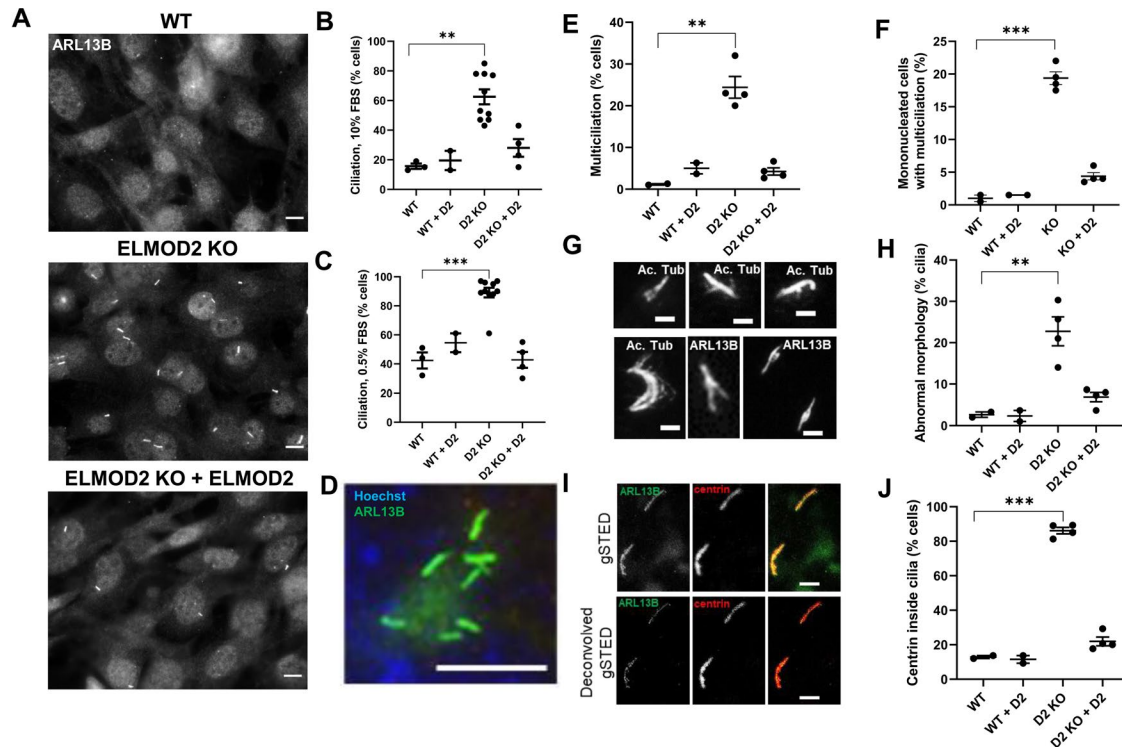 A
WT
ARL13B
ELMOD2 KO
ELMOD2 KO + ELMOD2
B
Ciliation, 10% FBS (% cells)
100
80
60
40
20
0
**
WT
WT + D2
D2 KO
D2 KO + D2
C
Ciliation, 0.5% FBS (% cells)
100
80
60
40
20
0
***
WT
WT + D2
D2 KO
D2 KO + D2
D
Hoechst
ARL13B
E
Multiciliation (% cells)
40
30
20
10
0
**
WT
WT + D2
D2 KO
D2 KO + D2
F
Mononucleated cells
with multiciliation (%)
25
20
15
10
5
0
***
WT
WT + D2
KO
KO + D2
G
Ac. Tub
Ac. Tub
Ac. Tub
Ac. Tub
ARL13B
ARL13B
H
Abnormal morphology (% cilia)
40
30
20
10
0
**
WT
WT + D2
D2 KO
D2 KO + D2
I
gSTED
ARL13B
centrin
Deconvolved
gSTED
ARL13B
centrin
J
Centrin inside cilia (% cells)
100
80
60
40
20
0
***
WT
WT + D2
D2 KO
D2 KO + D2